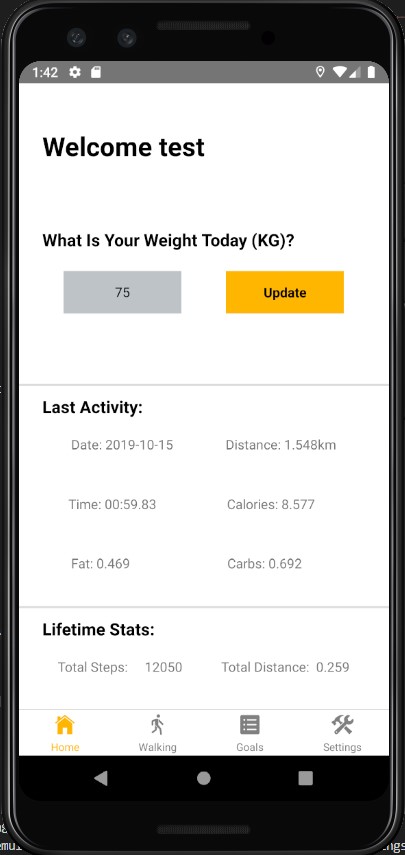 1:42
Welcome test
What Is Your Weight Today (KG)?
75 Update
Last Activity:
Date: 2019-10-15 Distance: 1.548km
Time: 00:59.83 Calories: 8.577
Fat: 0.469 Carbs: 0.692
Lifetime Stats:
Total Steps: 12050 Total Distance: 0.259
Home Walking Goals Settings